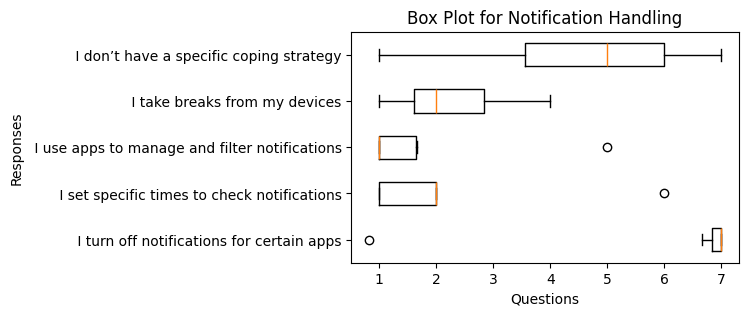 Box Plot for Notification Handling
I don’t have a specific coping strategy
I take breaks from my devices
I use apps to manage and filter notifications
I set specific times to check notifications
I turn off notifications for certain apps
Responses
1 2 3 4 5 6 7
Questions